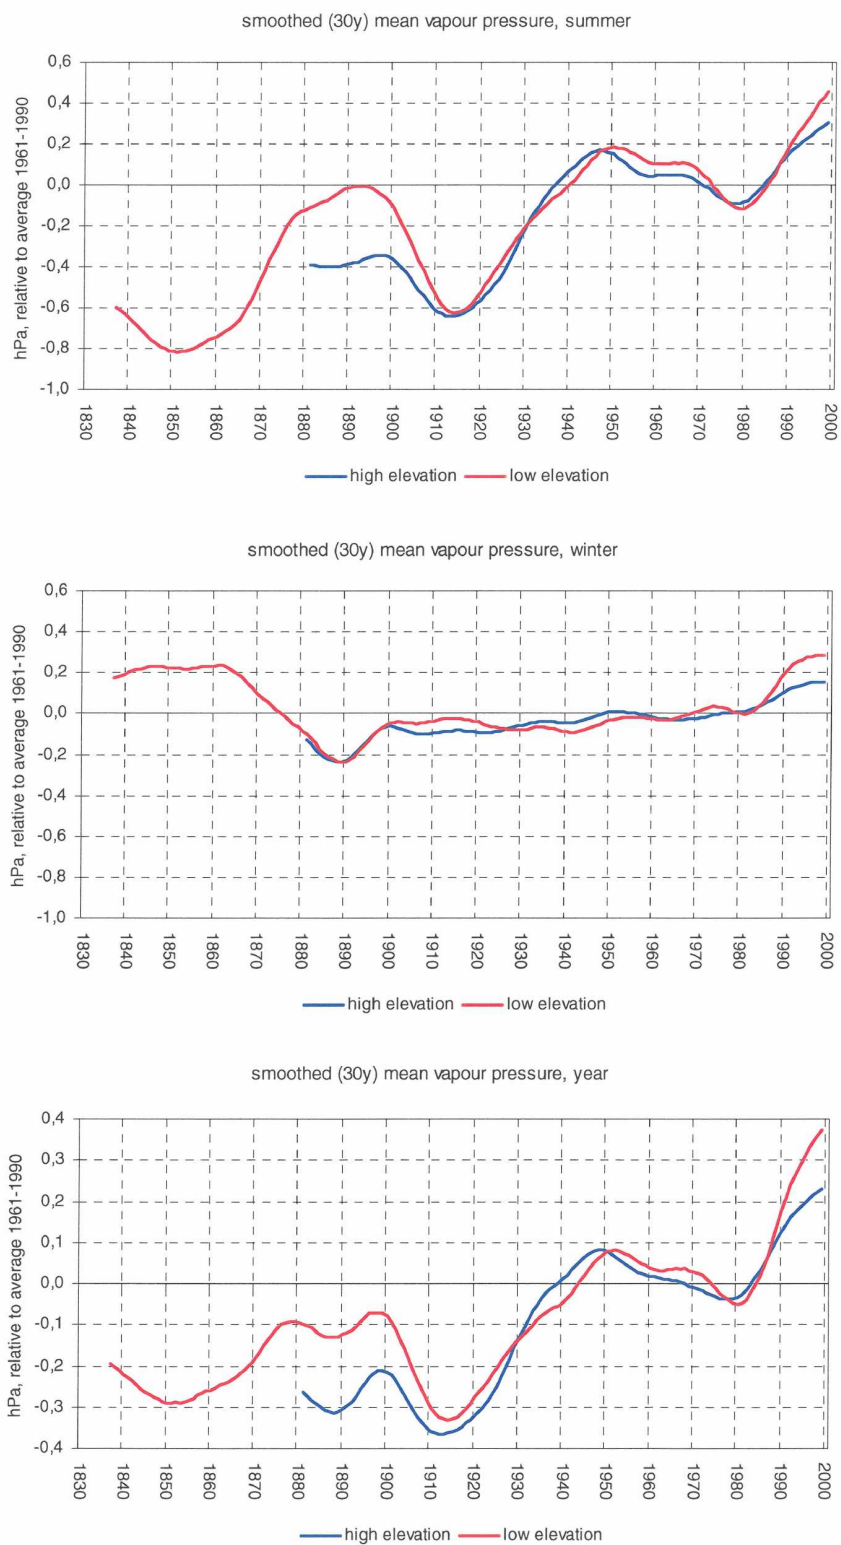 smoothed (30y) mean vapour pressure, summer
hPa, relative to average 1961-1990
0,6
0,4
0,2
0,0
-0,2
-0,4
-0,6
-0,8
-1,0
1830 1840 1850 1860 1870 1880 1890 1900 1910 1920 1930 1940 1950 1960 1970 1980 1990 2000
high elevation low elevation
smoothed (30y) mean vapour pressure, winter
hPa, relative to average 1961-1990
0,6
0,4
0,2
0,0
-0,2
-0,4
-0,6
-0,8
-1,0
1830 1840 1850 1860 1870 1880 1890 1900 1910 1920 1930 1940 1950 1960 1970 1980 1990 2000
high elevation low elevation
smoothed (30y) mean vapour pressure, year
hPa, relative to average 1961-1990
0,4
0,3
0,2
0,1
0,0
-0,1
-0,2
-0,3
-0,4
1830 1840 1850 1860 1870 1880 1890 1900 1910 1920 1930 1940 1950 1960 1970 1980 1990 2000
high elevation low elevation